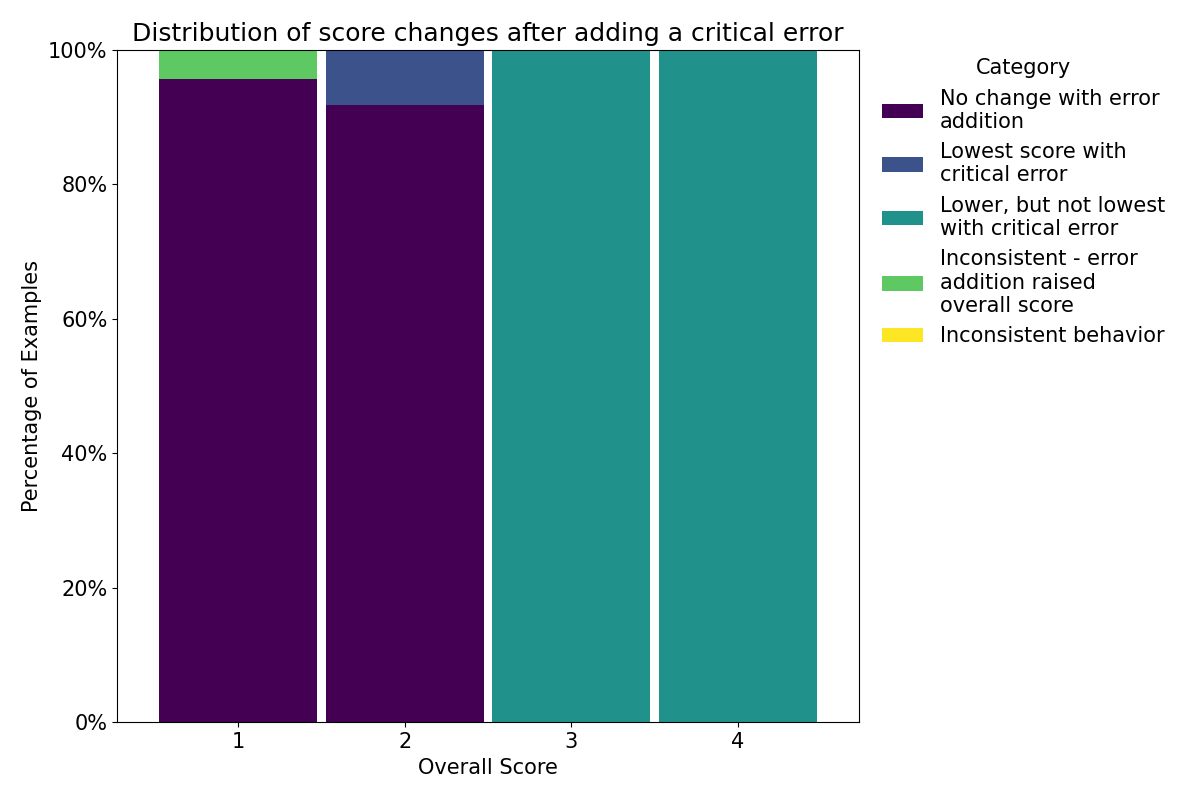 Distribution of score changes after adding a critical error
100%
80%
60%
40%
20%
0%
Percentage of Examples
1
2
3
4
Overall Score
Category
No change with error
addition
Lowest score with
critical error
Lower, but not lowest
with critical error
Inconsistent - error
addition raised
overall score
Inconsistent behavior